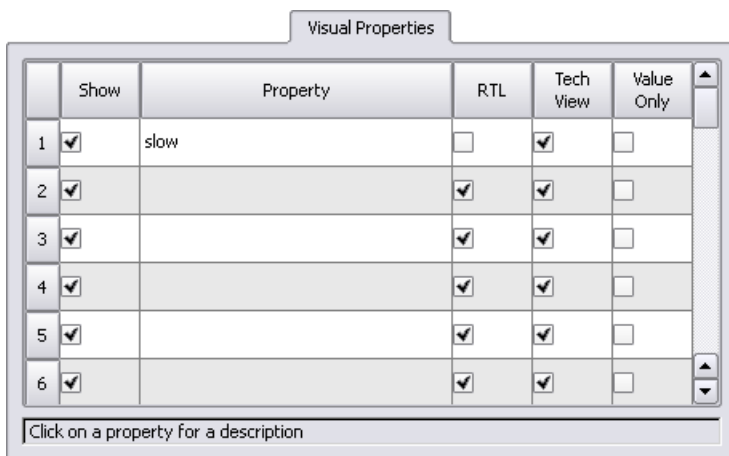 Visual Properties
Show Property RTL Tech View Value Only
1 slow
2
3
4
5
6
Click on a property for a description